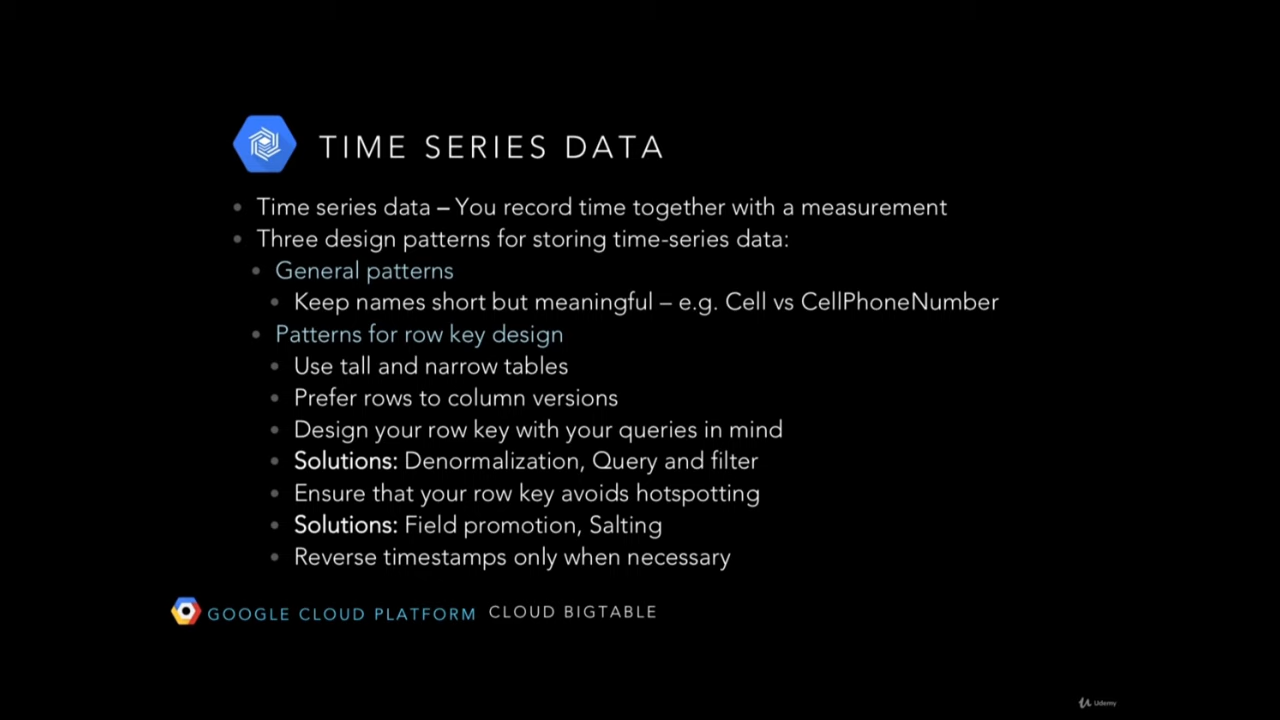 TIME SERIES DATA
Time series data – You record time together with a measurement
Three design patterns for storing time-series data:
General patterns
Keep names short but meaningful – e.g. Cell vs CellPhoneNumber
Patterns for row key design
Use tall and narrow tables
Prefer rows to column versions
Design your row key with your queries in mind
Solutions: Denormalization, Query and filter
Ensure that your row key avoids hotspotting
Solutions: Field promotion, Salting
Reverse timestamps only when necessary
GOOGLE CLOUD PLATFORM CLOUD BIGTABLE
Udemy